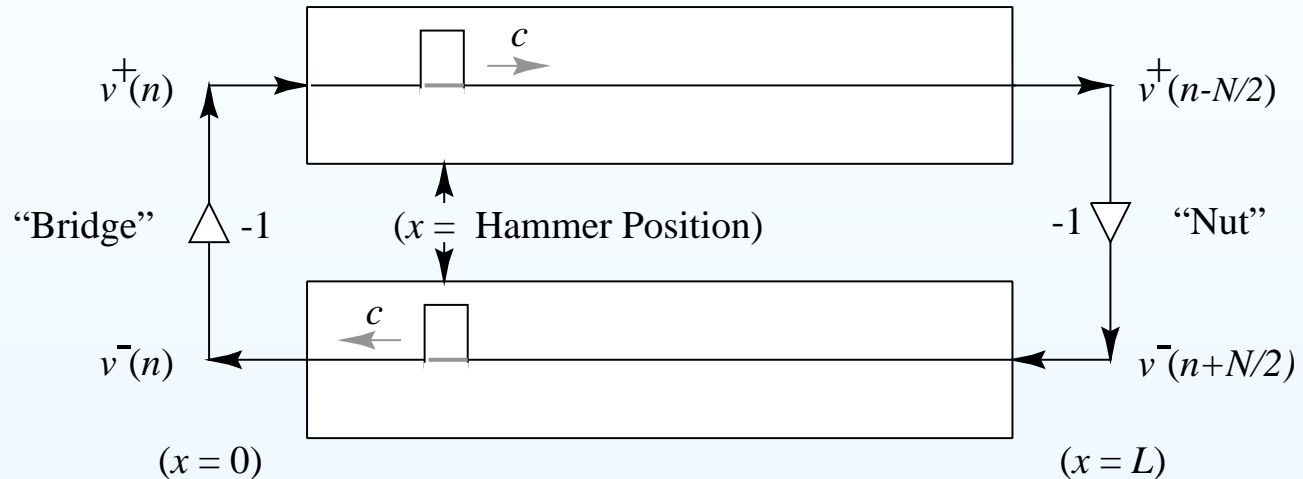 c
v+(n)
v+(n-N/2)
“Bridge”
-1
(x = Hammer Position)
-1
“Nut”
c
v-(n)
v-(n+N/2)
(x = 0)
(x = L)